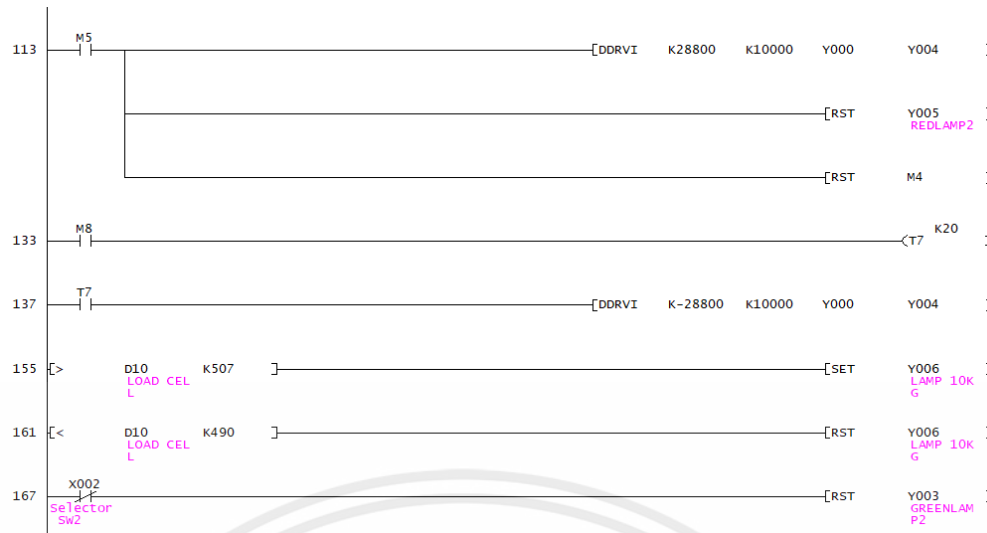 M5
113 [DDRVI K28800 K10000 Y000 Y004 ]
[RST Y005 ]
REDLAMP2
[RST M4 ]
M8 K20
133 (T7
T7
137 [DDRVI K-28800 K10000 Y000 Y004 ]
155 [> D10 K507 ] [SET Y006 ]
LOAD CEL LAMP 10K
L G
161 [< D10 K490 ] [RST Y006 ]
LOAD CEL LAMP 10K
L G
X002
167 [RST Y003 ]
Selector GREENLAM
SW2 P2